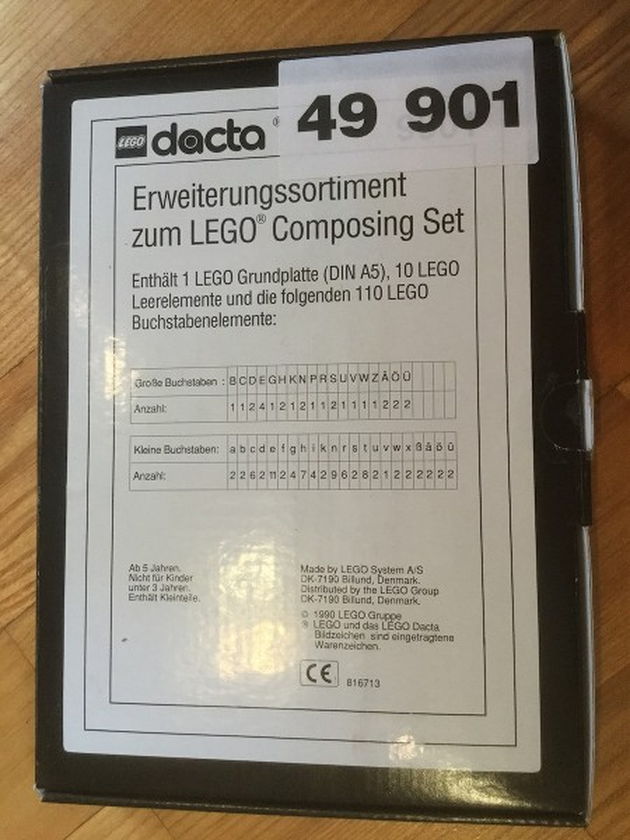 LEGO dacta ® 49 901
Erweiterungssortiment
zum LEGO® Composing Set
Enthält 1 LEGO Grundplatte (DIN A5), 10 LEGO
Leerelemente und die folgenden 110 LEGO
Buchstabenelemente:
Große Buchstaben : B C D E G H K N P R S U V W Z Ä Ö Ü
Anzahl: 1 1 2 4 1 2 1 2 1 1 2 1 1 1 1 2 2 2
Kleine Buchstaben: a b c d e f g h i k n r s t u v w x ß ä ö ü
Anzahl: 2 2 6 2 11 2 4 7 4 2 9 6 2 8 2 1 2 2 2 2 2 2
Ab 5 Jahren.
Nicht für Kinder
unter 3 Jahren.
Enthält Kleinteile.
Made by LEGO System A/S
DK-7190 Billund, Denmark.
Distributed by the LEGO Group
DK-7190 Billund, Denmark.
© 1990 LEGO Gruppe
® LEGO und das LEGO Dacta
Bildzeichen sind eingetragene
Warenzeichen.
CE 816713